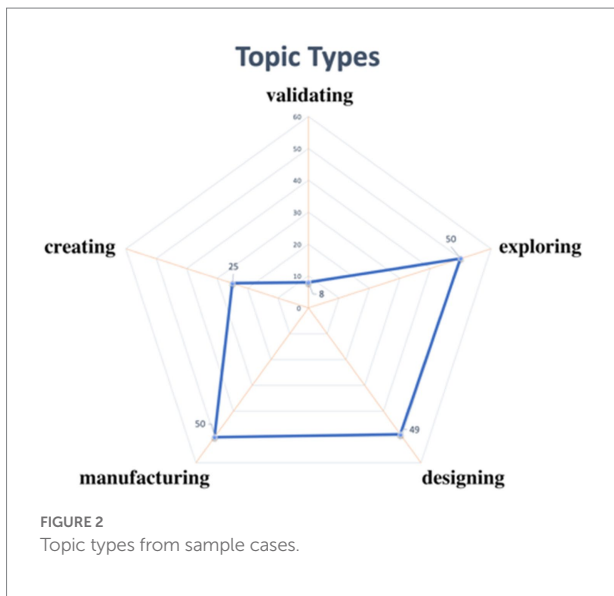 Topic Types
validating
60
50
40
30
20
10
0
creating
25
8
50
exploring
50
49
manufacturing
designing
FIGURE 2
Topic types from sample cases.